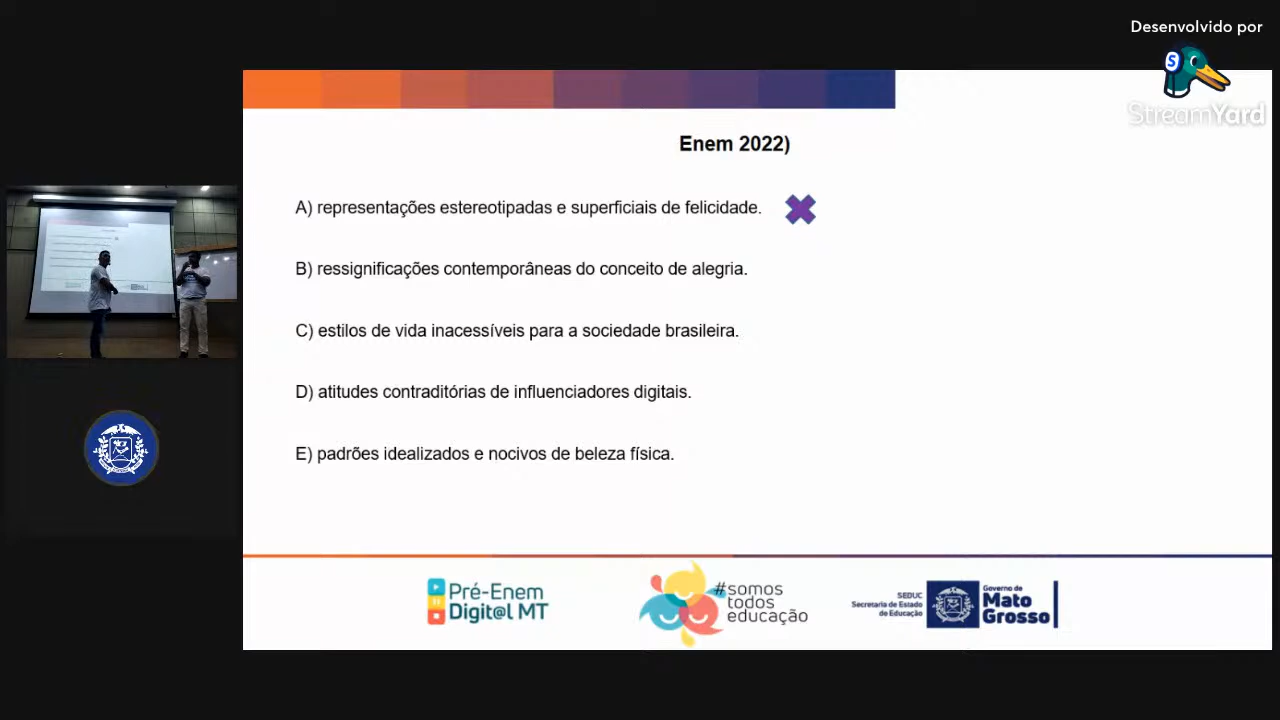 Desenvolvido por
S
StreamYard
Enem 2022)
A) representações estereotipadas e superficiais de felicidade.
B) ressignificações contemporâneas do conceito de alegria.
C) estilos de vida inacessíveis para a sociedade brasileira.
D) atitudes contraditórias de influenciadores digitais.
E) padrões idealizados e nocivos de beleza física.
Pré-Enem
Digit@l MT
#somos
todos
educação
SEDUC
Secretaria de Estado
de Educação
Governo de
Mato
Grosso